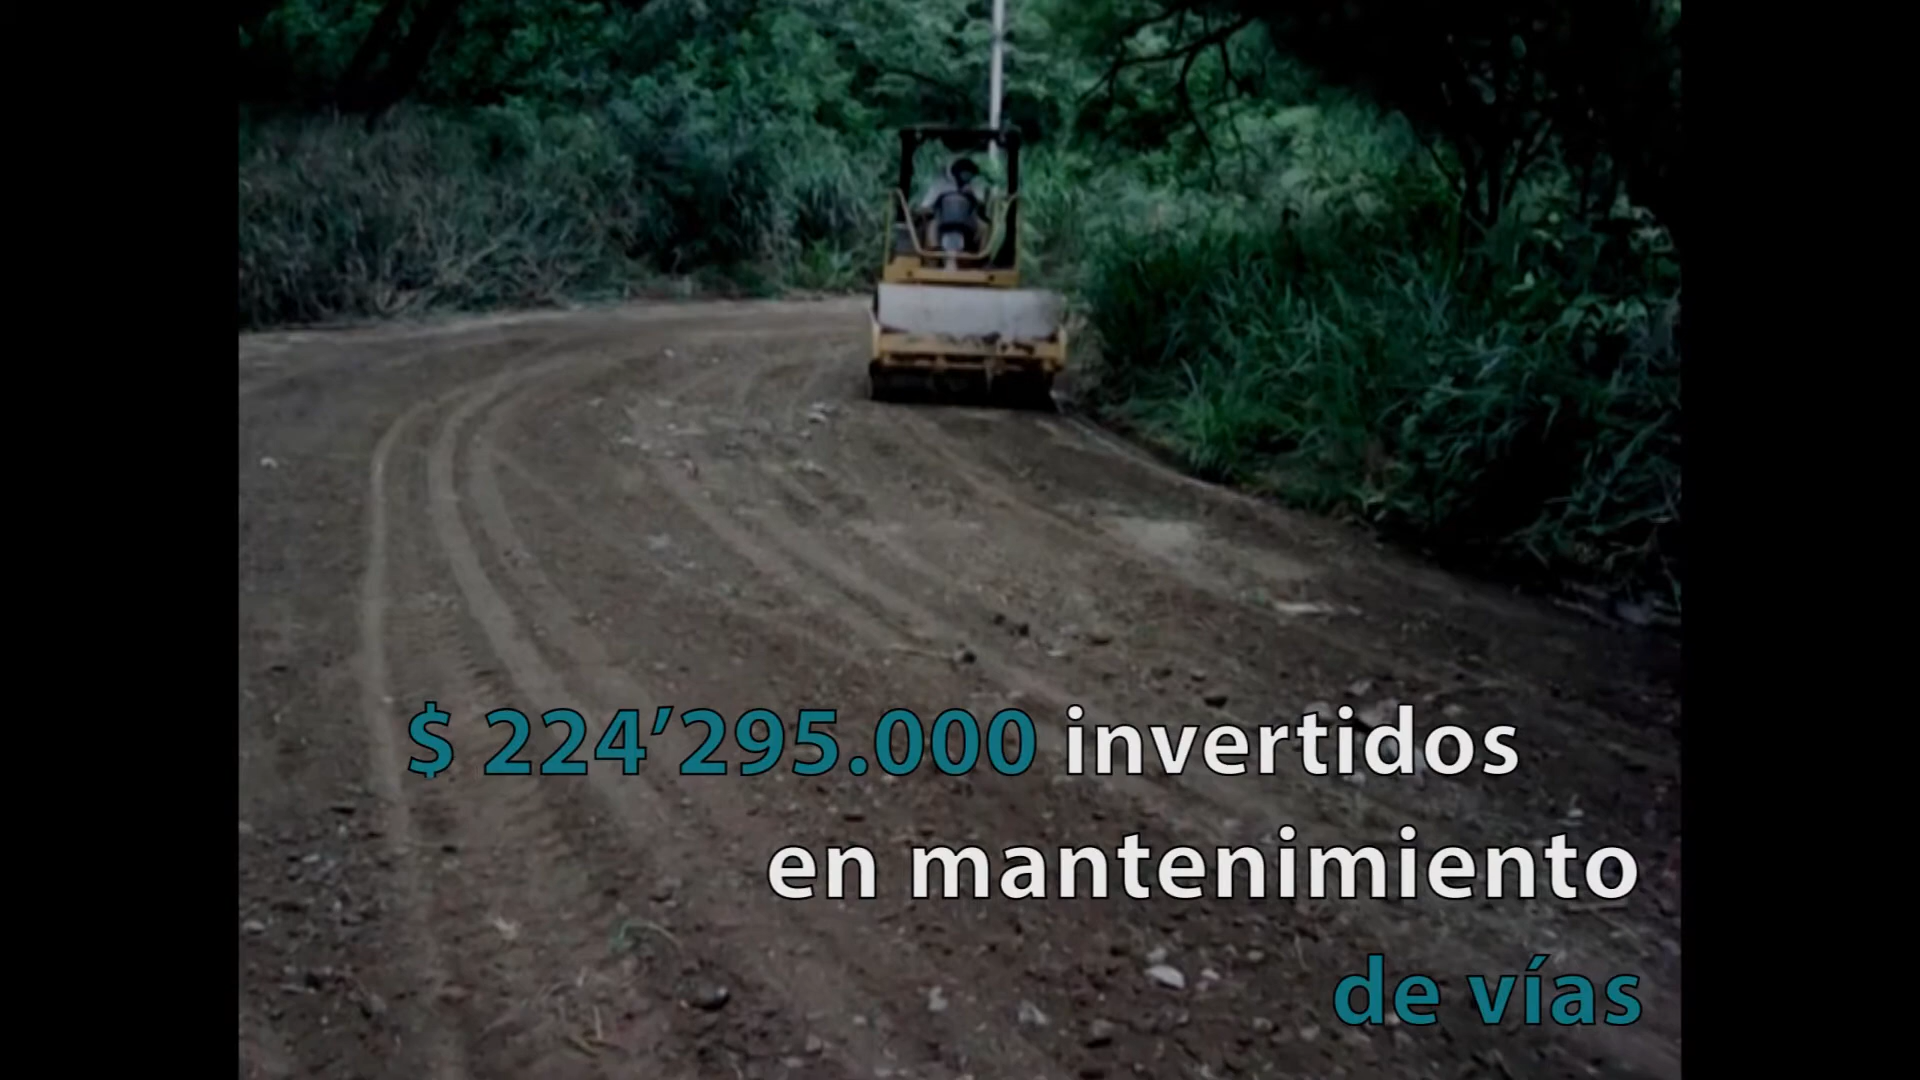 $ 224’295.000 invertidos
en mantenimiento
de vías